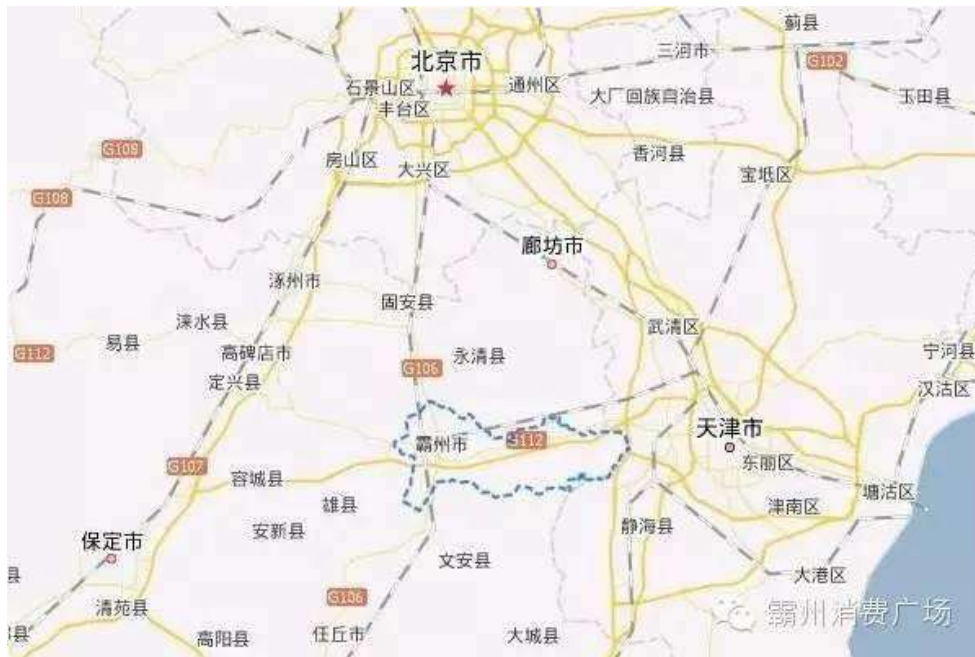 蓟县
三河市
G102
北京市
石景山区
通州区
大厂回族自治县
玉田县
丰台区
G108
房山区
大兴区
香河县
宝坻区
G108
廊坊市
涿州市
固安县
涞水县
武清区
易县
G112
高碑店市
永清县
宁河县
G106
定兴县
汉沽区
霸州市
G112
天津市
东丽区
G107
容城县
雄县
塘沽区
津南区
安新县
静海县
保定市
文安县
县
大港区
G106
清苑县
霸州消费广场
县
高阳县
任丘市
大城县